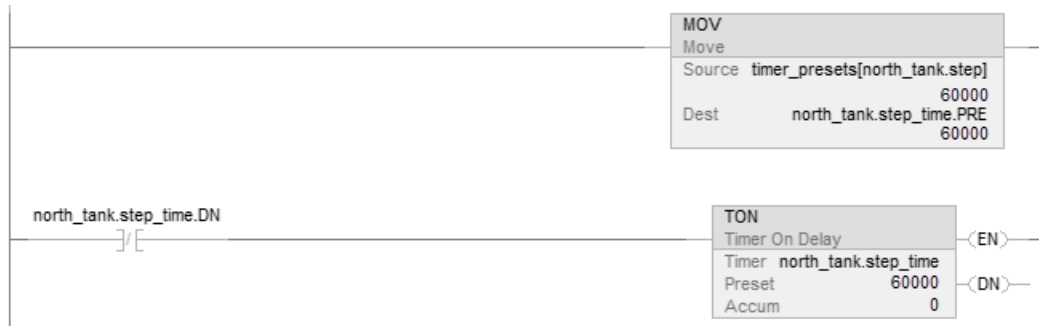 MOV
Move
Source timer_presets[north_tank.step]
60000
Dest north_tank.step_time.PRE
60000
north_tank.step_time.DN
TON
Timer On Delay
Timer north_tank.step_time
Preset 60000
Accum 0
EN
DN